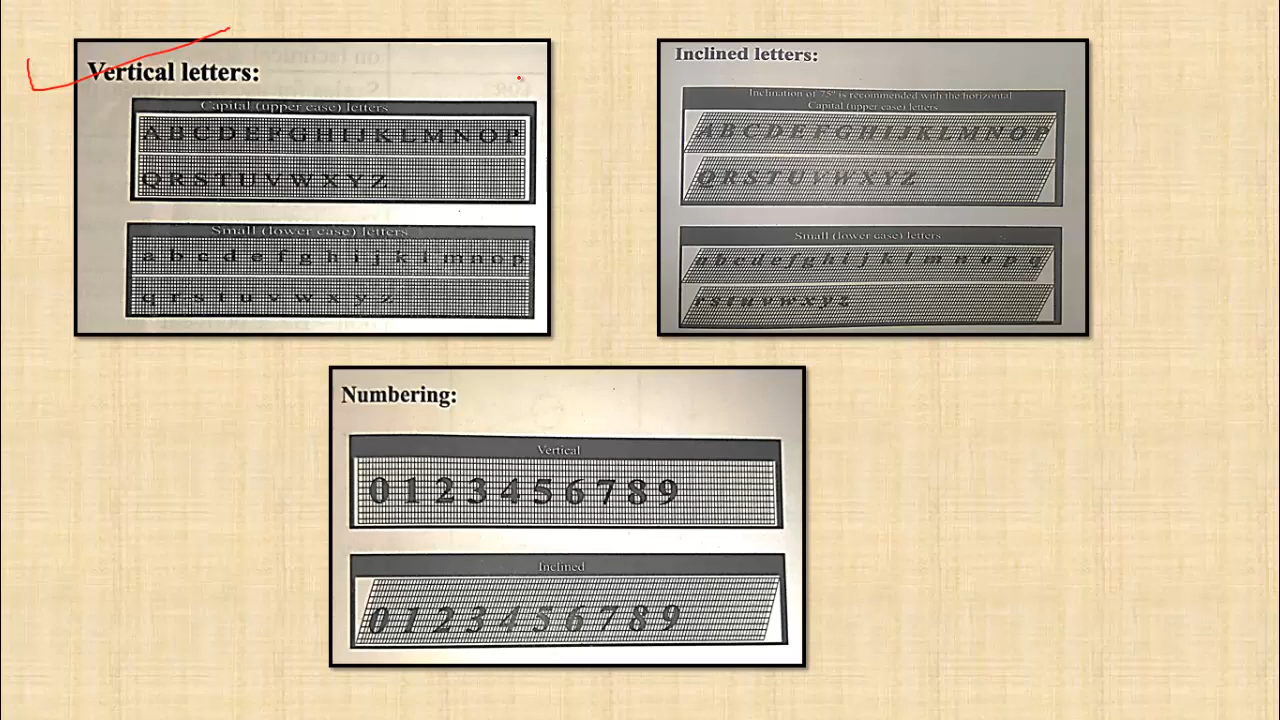 Vertical letters:
Capital (upper case) letters
A B C D E F G H I J K L M N O P
Q R S T U V W X Y Z
Small (lower case) letters
a b c d e f g h i j k l m n o p
q r s t u v w x y z
Inclined letters:
Inclination of 75° is recommended with the horizontal
Capital (upper case) letters
A B C D E F G H I J K L M N O P
Q R S T U V W X Y Z
Small (lower case) letters
a b c d e f g h i j k l m n o p q
r s t u v w x y z
Numbering:
Vertical
0 1 2 3 4 5 6 7 8 9
Inclined
0 1 2 3 4 5 6 7 8 9